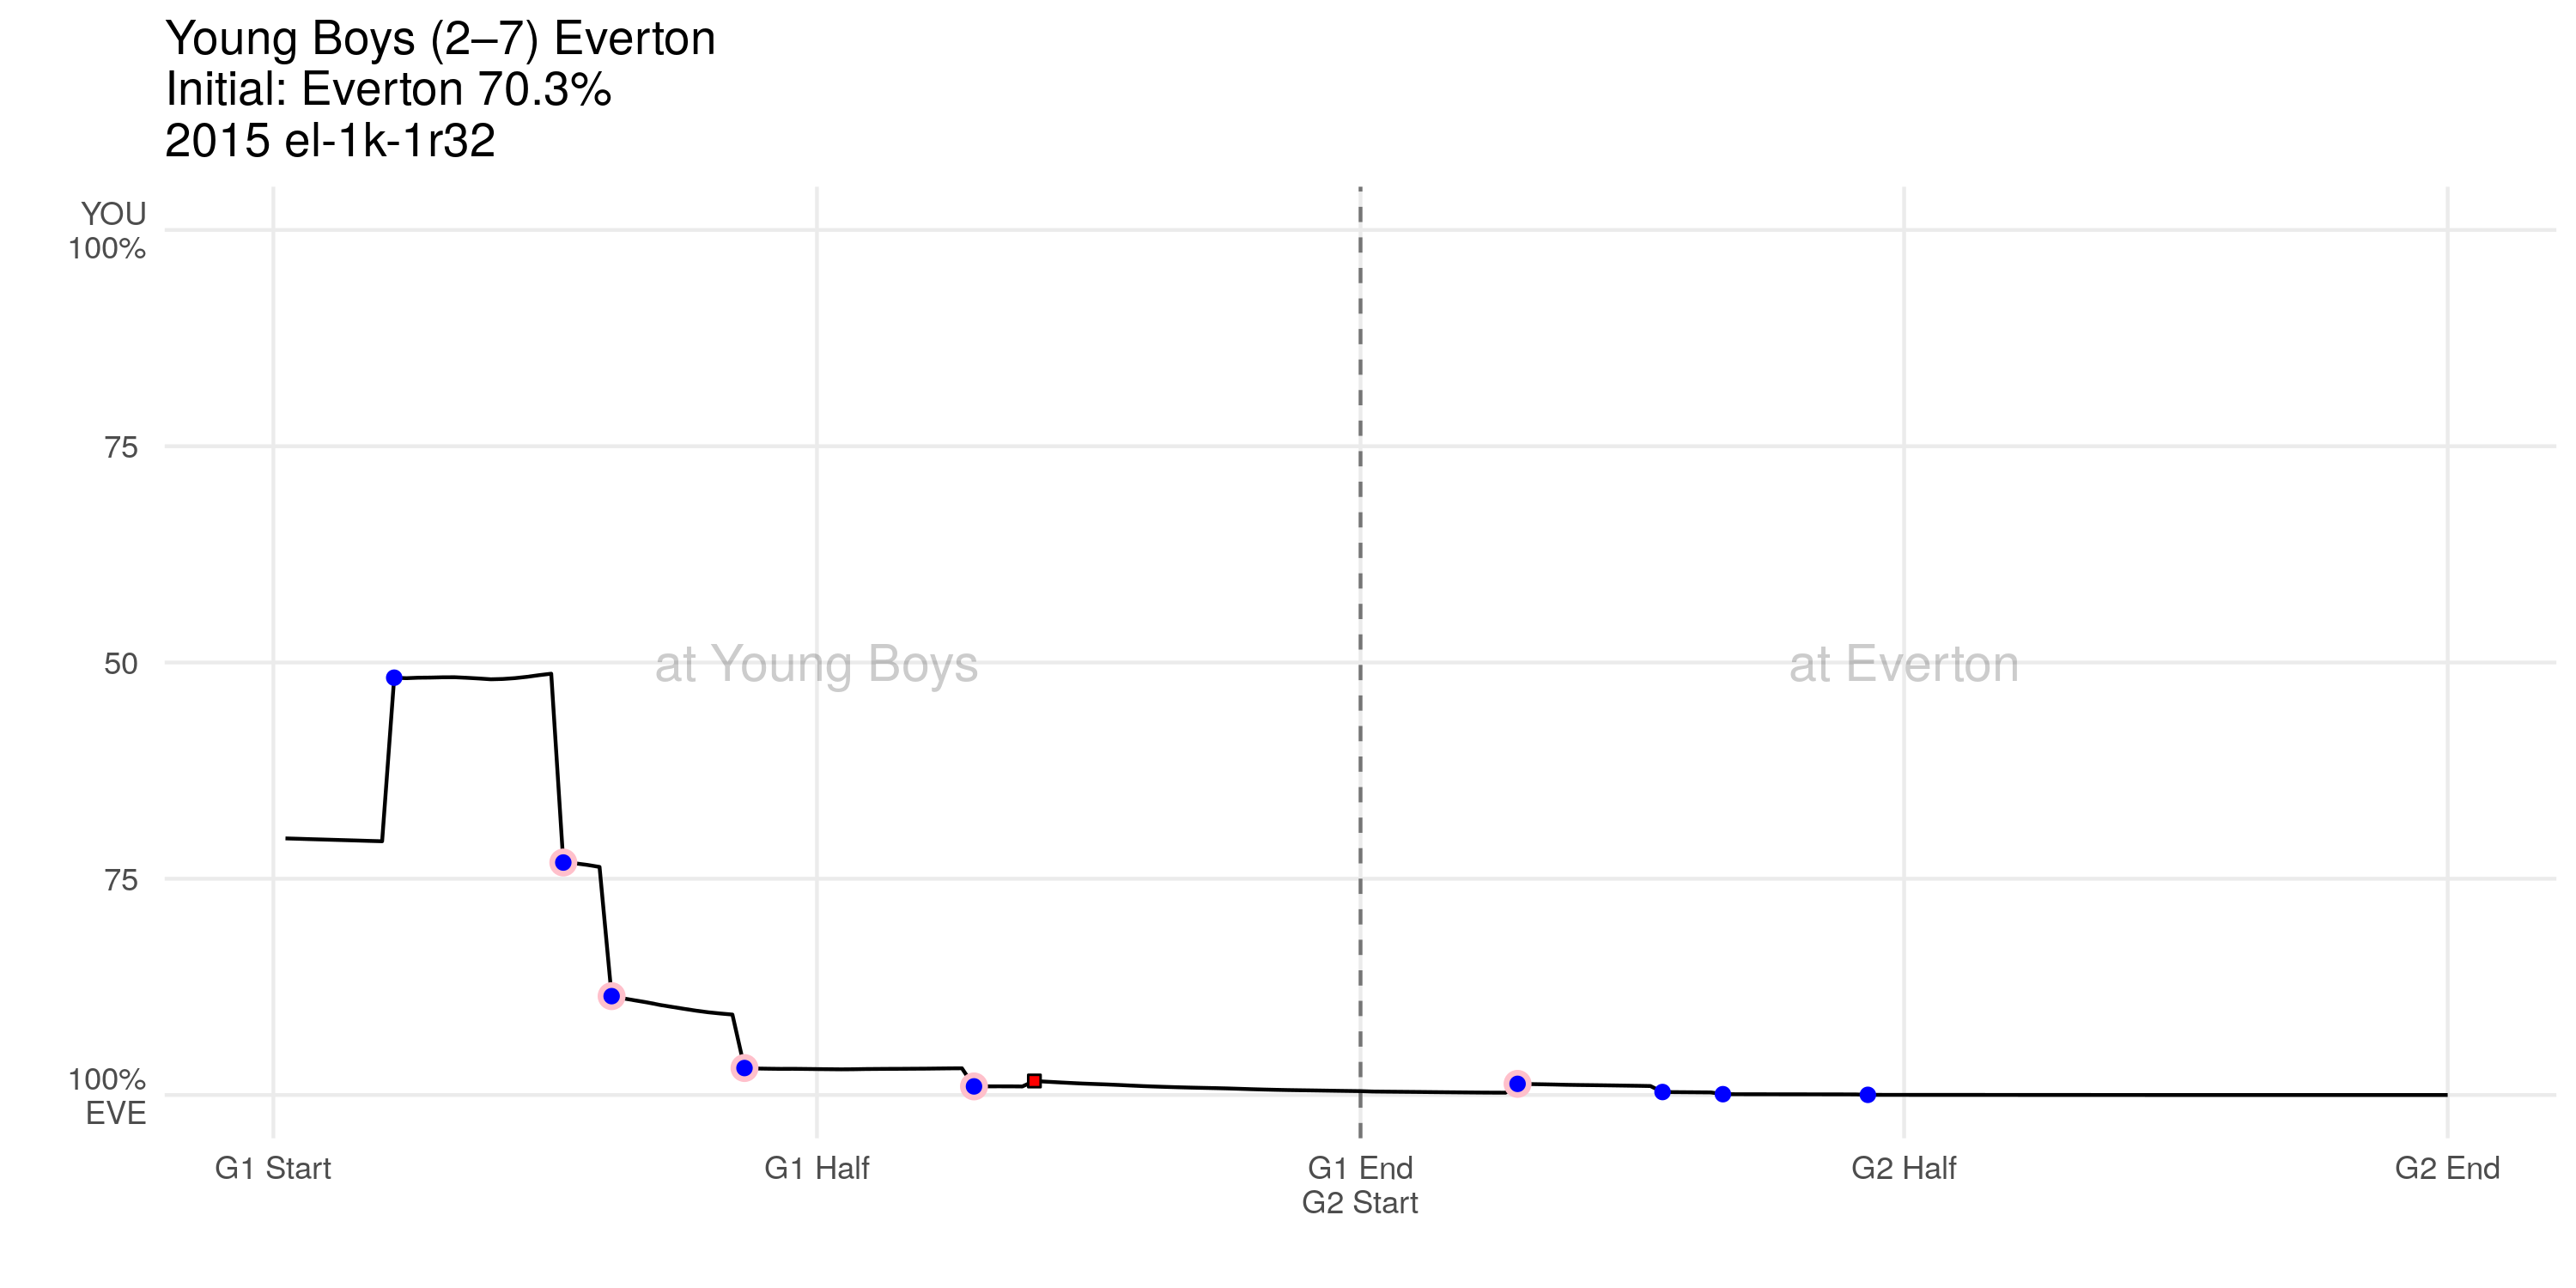 Young Boys (2–7) Everton
Initial: Everton 70.3%
2015 el-1k-1r32
YOU
100%
75
50
75
100%
EVE
at Young Boys
at Everton
G1 Start
G1 Half
G1 End
G2 Start
G2 Half
G2 End